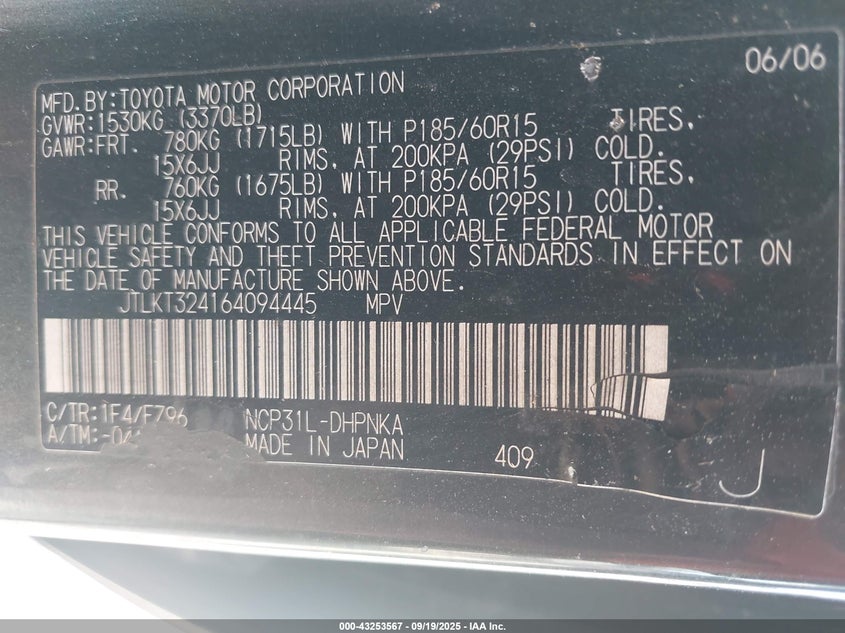 06/06
MFD.BY:TOYOTA MOTOR CORPORATION
GVWR:1530KG (3370LB)
GAWR:FRT. 780KG (1715LB) WITH P185/60R15 TIRES,
15X6JJ RIMS, AT 200KPA (29PSI) COLD.
RR. 760KG (1675LB) WITH P185/60R15 TIRES,
15X6JJ RIMS, AT 200KPA (29PSI) COLD.
THIS VEHICLE CONFORMS TO ALL APPLICABLE FEDERAL MOTOR
VEHICLE SAFETY AND THEFT PREVENTION STANDARDS IN EFFECT ON
THE DATE OF MANUFACTURE SHOWN ABOVE.
JTLKT324164094445 MPV
C/TR:1F4/F796 NCP31L-DHPNKA
A/TM: MADE IN JAPAN 409 J
000-43253567 - 09/19/2025 - IAA Inc.